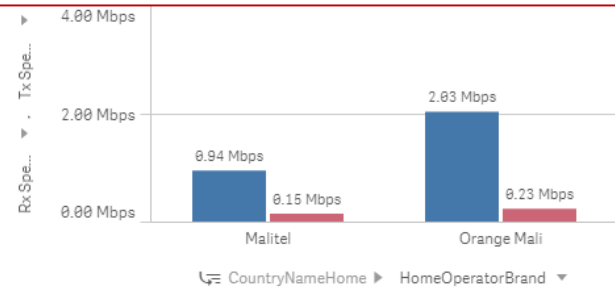 4.00 Mbps
Rx Spe... . Tx Spe...
2.03 Mbps
2.00 Mbps
0.94 Mbps
0.15 Mbps
0.23 Mbps
0.00 Mbps
Malitel
Orange Mali
CountryNameHome HomeOperatorBrand